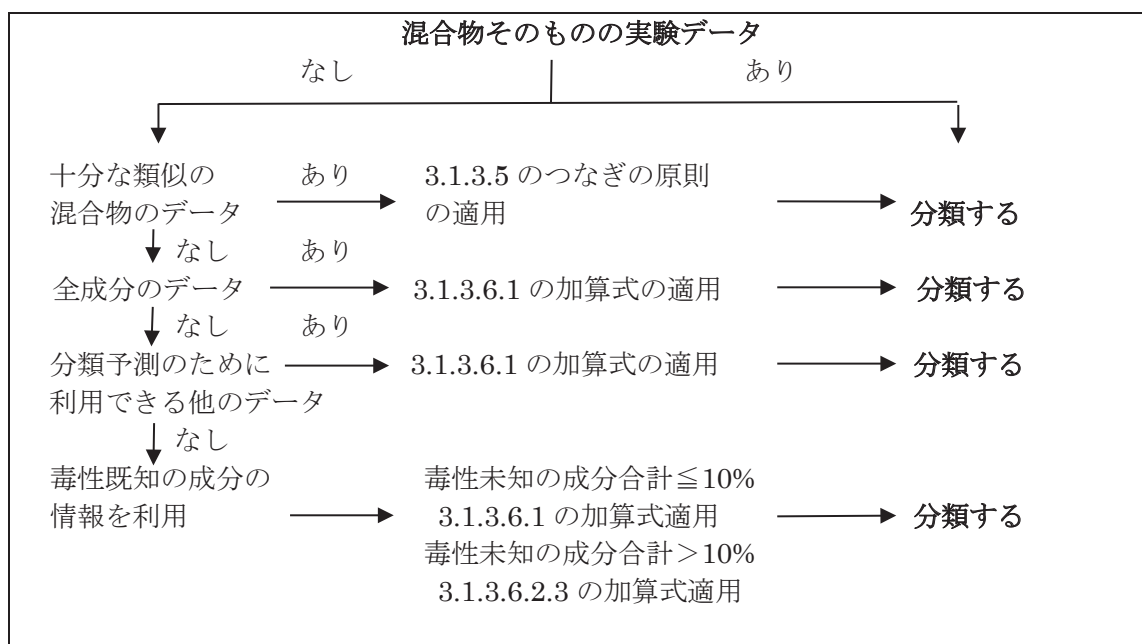 混合物そのものの実験データ
なし あり
十分な類似の あり 3.1.3.5 のつなぎの原則
混合物のデータ の適用 分類する
なし あり
全成分のデータ 3.1.3.6.1 の加算式の適用 分類する
なし あり
分類予測のために 3.1.3.6.1 の加算式の適用 分類する
利用できる他のデータ
なし
毒性既知の成分の 毒性未知の成分合計≦10%
情報を利用 3.1.3.6.1 の加算式適用 分類する
毒性未知の成分合計>10%
3.1.3.6.2.3 の加算式適用